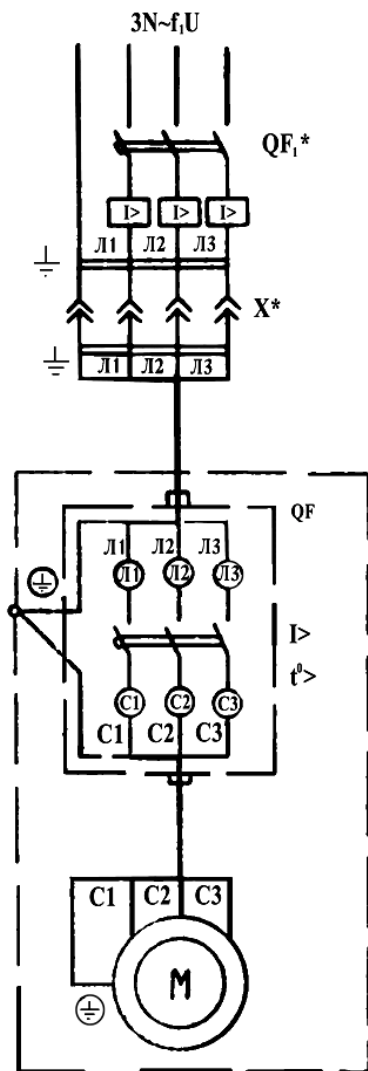 3N~f₁U
QF₁*
I> I> I>
Л1 Л2 Л3
X*
Л1 Л2 Л3
QF
Л1 Л2 Л3
Л1 Л2 Л3
I>
t⁰>
C1 C2 C3
C1 C2 C3
C1 C2 C3
M